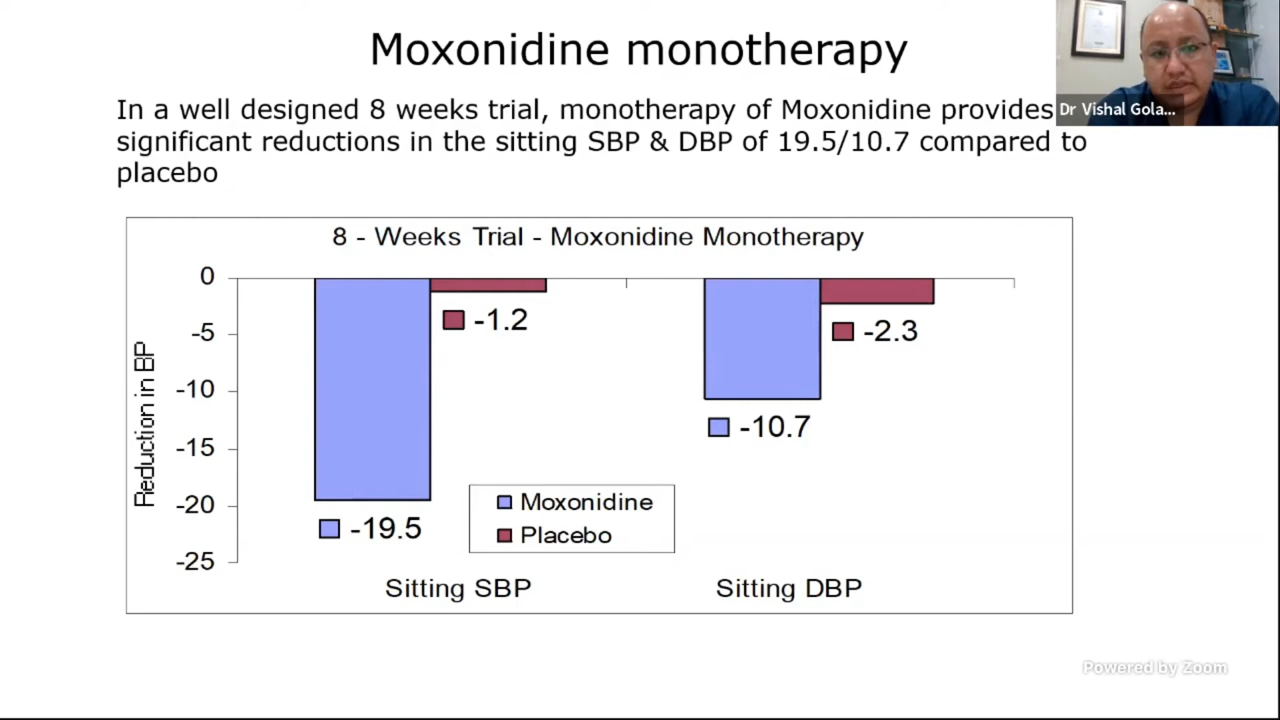 Moxonidine monotherapy
In a well designed 8 weeks trial, monotherapy of Moxonidine provides
significant reductions in the sitting SBP & DBP of 19.5/10.7 compared to
placebo
Dr Vishal Gola...
8 - Weeks Trial - Moxonidine Monotherapy
Reduction in BP
0
-5
-10
-15
-20
-25
-1.2
-2.3
-10.7
-19.5
Moxonidine
Placebo
Sitting SBP
Sitting DBP
Powered by Zoom